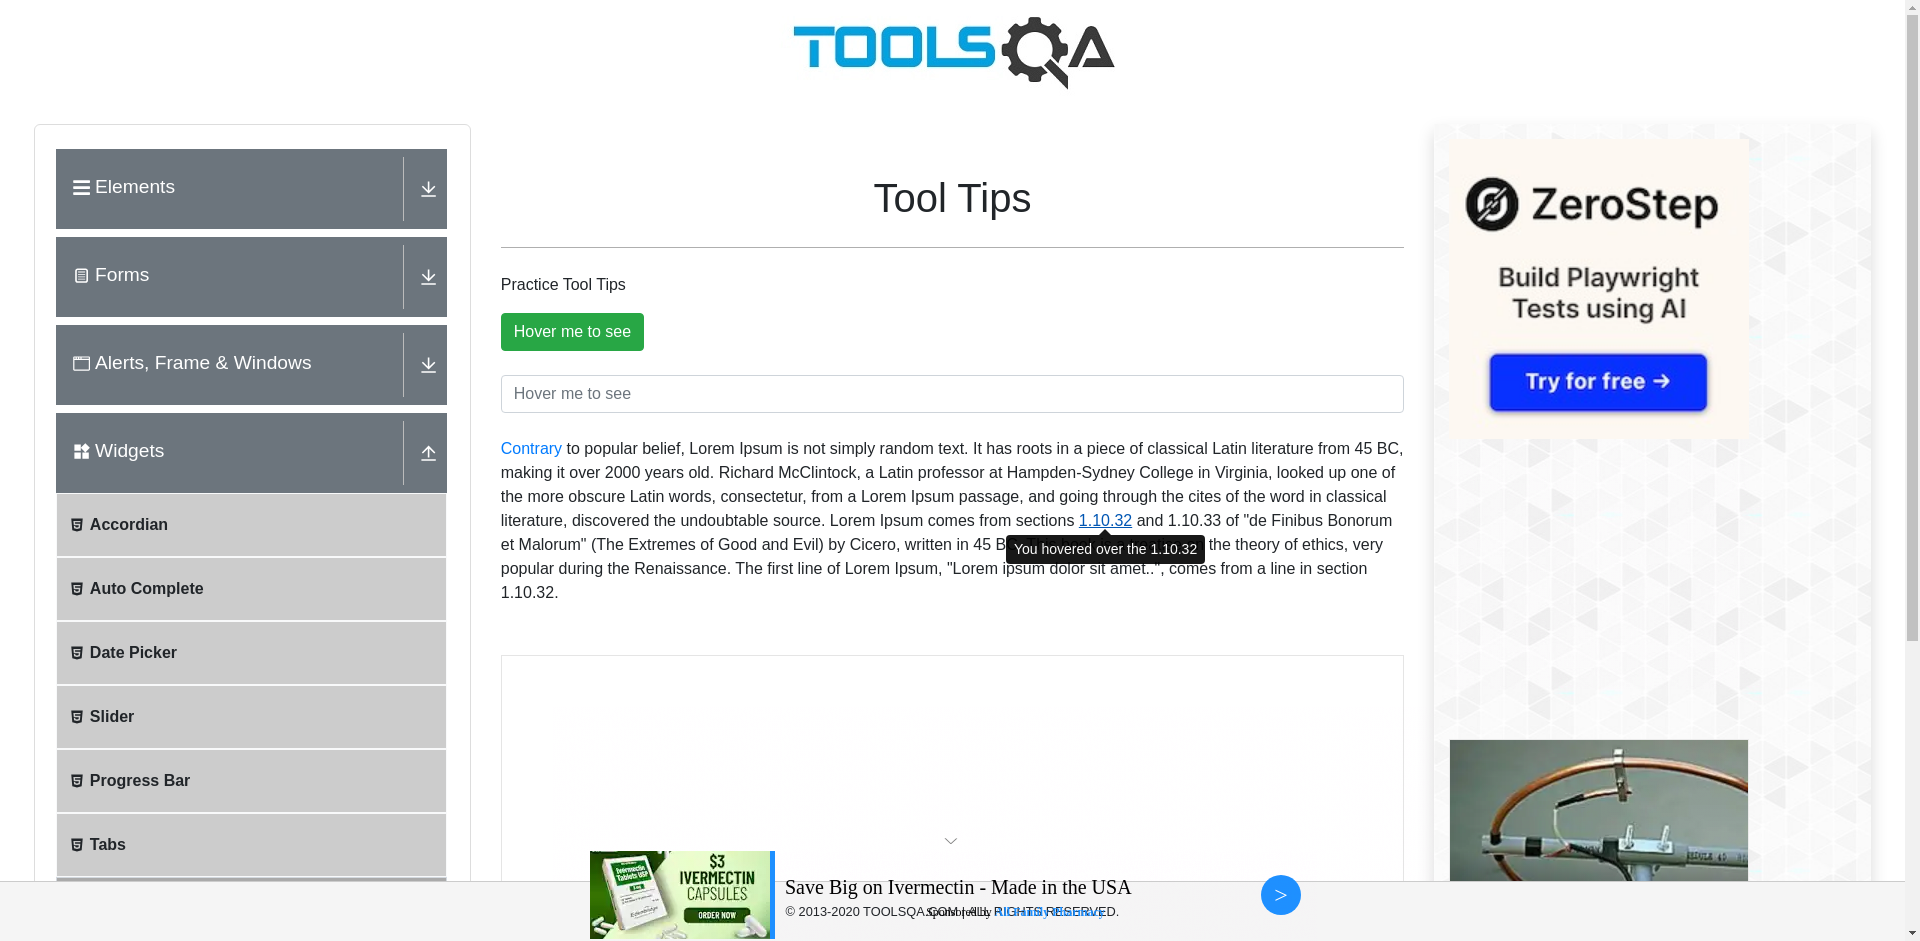 TOOLSQA
Elements
Forms
Alerts, Frame & Windows
Widgets
Accordian
Auto Complete
Date Picker
Slider
Progress Bar
Tabs
Tool Tips
Practice Tool Tips
Hover me to see
Hover me to see
Contrary to popular belief, Lorem Ipsum is not simply random text. It has roots in a piece of classical Latin literature from 45 BC,
making it over 2000 years old. Richard McClintock, a Latin professor at Hampden-Sydney College in Virginia, looked up one of
the more obscure Latin words, consectetur, from a Lorem Ipsum passage, and going through the cites of the word in classical
literature, discovered the undoubtable source. Lorem Ipsum comes from sections 1.10.32 and 1.10.33 of "de Finibus Bonorum
et Malorum" (The Extremes of Good and Evil) by Cicero, written in 45 the theory of ethics, very
You hovered over the 1.10.32
popular during the Renaissance. The first line of Lorem Ipsum, "Lorem ipsum dolor sit amet..", comes from a line in section
1.10.32.
ZeroStep
Build Playwright
Tests using AI
Try for free →
$3
IVERMECTIN
CAPSULES
ORDER NOW
Save Big on Ivermectin - Made in the USA
>
© 2013-2020 TOOLSQA.COM | ALL RIGHTS RESERVED.